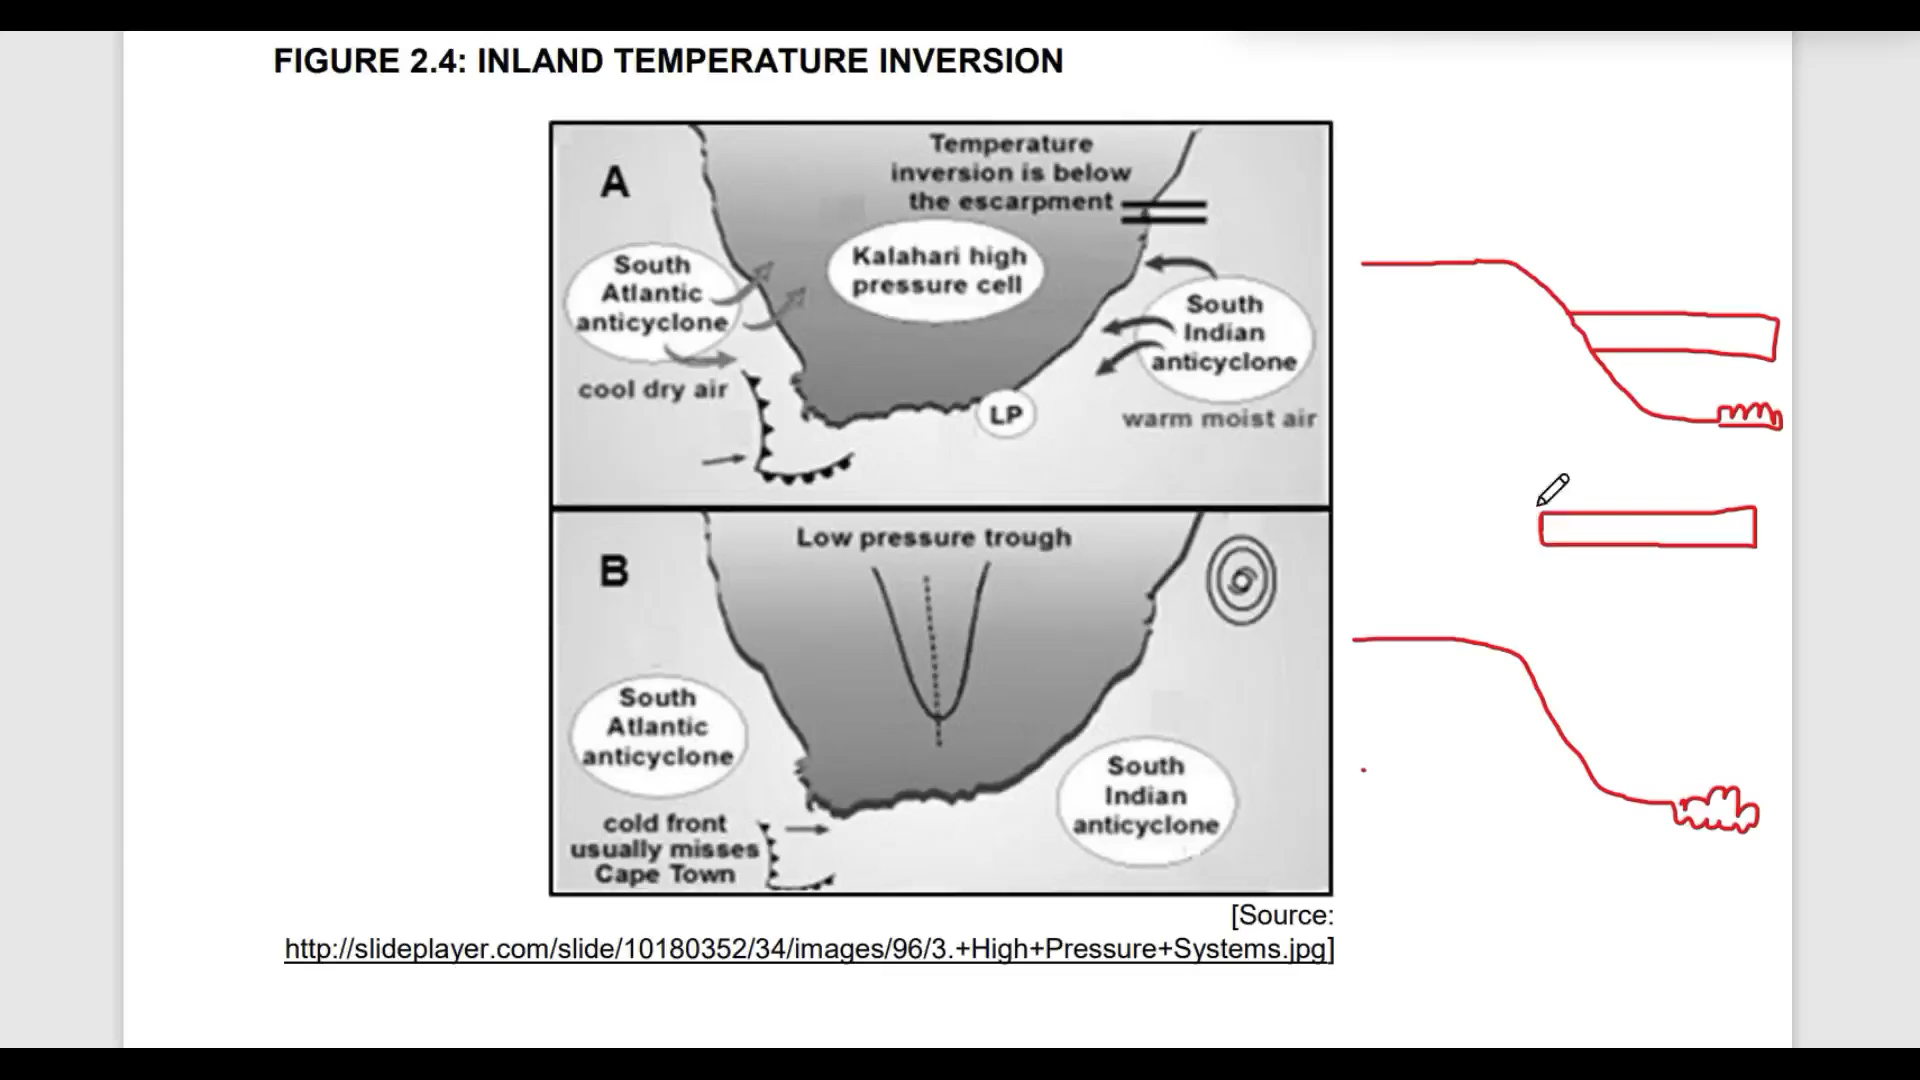 FIGURE 2.4: INLAND TEMPERATURE INVERSION
A
Temperature
inversion is below
the escarpment
South
Atlantic
anticyclone
Kalahari high
pressure cell
South
Indian
anticyclone
cool dry air
LP
warm moist air
B
Low pressure trough
South
Atlantic
anticyclone
South
Indian
anticyclone
cold front
usually misses
Cape Town
[Source:
http://slideplayer.com/slide/10180352/34/images/96/3.+High+Pressure+Systems.jpg]